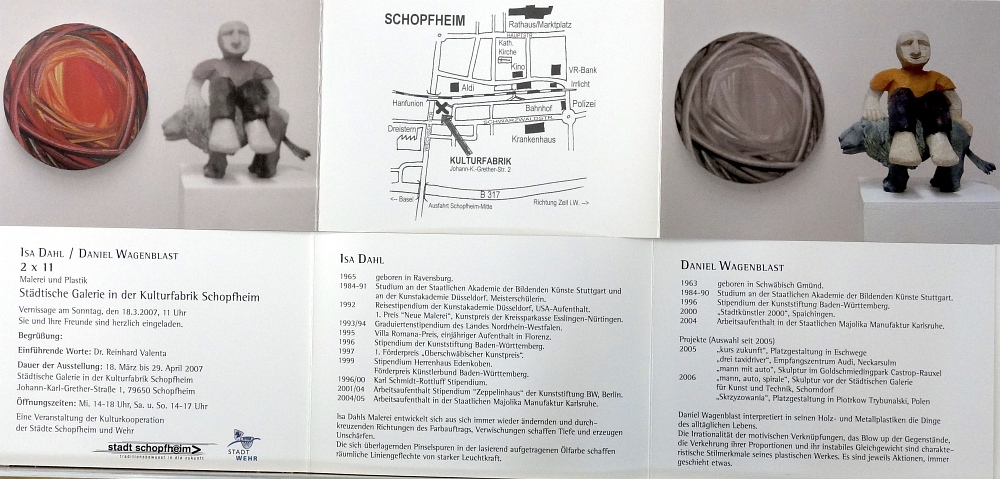 SCHOPFHEIM
Rathaus/Marktplatz
HAUPTSTR.
Kath.
Kirche
Kino
VR-Bank
Aldi
Irrlicht
Hanfunion
Bahnhof
Polizei
SCHWARZWALDSTR.
Dreistern
Krankenhaus
KULTURFABRIK
Johann-K.-Grether-Str. 2
B 317
<-- Basel
Ausfahrt Schopfheim-Mitte
Richtung Zell i.W. -->
ISA DAHL / DANIEL WAGENBLAST
2 x 11
Malerei und Plastik
Städtische Galerie in der Kulturfabrik Schopfheim
Vernissage am Sonntag, den 18.3.2007, 11 Uhr
Sie und Ihre Freunde sind herzlich eingeladen.
Begrüßung:
Einführende Worte: Dr. Reinhard Valenta
Dauer der Ausstellung: 18. März bis 29. April 2007
Städtische Galerie in der Kulturfabrik Schopfheim
Johann-Karl-Grether-Straße 1, 79650 Schopfheim
Öffnungszeiten: Mi. 14-18 Uhr, Sa. u. So. 14-17 Uhr
Eine Veranstaltung der Kulturkooperation
der Städte Schopfheim und Wehr
stadt schopfheim>
traditionsbewusst in die zukunft
STADT
WEHR
ISA DAHL
1965 geboren in Ravensburg.
1984-91 Studium an der Staatlichen Akademie der Bildenden Künste Stuttgart und
an der Kunstakademie Düsseldorf. Meisterschülerin.
1992 Reisestipendium der Kunstakademie Düsseldorf, USA-Aufenthalt.
1. Preis "Neue Malerei", Kunstpreis der Kreissparkasse Esslingen-Nürtingen.
1993/94 Graduiertenstipendium des Landes Nordrhein-Westfalen.
1995 Villa Romana-Preis, einjähriger Aufenthalt in Florenz.
1996 Stipendium der Kunststiftung Baden-Württemberg.
1997 1. Förderpreis „Oberschwäbischer Kunstpreis".
1999 Stipendium Herrenhaus Edenkoben.
Förderpreis Künstlerbund Baden-Württemberg.
1996/00 Karl Schmidt-Rottluff Stipendium.
2001/04 Arbeitsaufenthalt Stipendium "Zeppelinhaus" der Kunststiftung BW, Berlin.
2004/05 Arbeitsaufenthalt in der Staatlichen Majolika Manufaktur Karlsruhe.
Isa Dahls Malerei entwickelt sich aus sich immer wieder ändernden und durch-
kreuzenden Richtungen des Farbauftrags, Verwischungen schaffen Tiefe und erzeugen
Unschärfen.
Die sich überlagernden Pinselspuren in der lasierend aufgetragenen Ölfarbe schaffen
räumliche Liniengeflechte von starker Leuchtkraft.
DANIEL WAGENBLAST
1963 geboren in Schwäbisch Gmünd.
1984-90 Studium an der Staatlichen Akademie der Bildenden Künste Stuttgart.
1996 Stipendium der Kunststiftung Baden-Württemberg.
2000 "Stadtkünstler 2000", Spaichingen.
2004 Arbeitsaufenthalt in der Staatlichen Majolika Manufaktur Karlsruhe.
Projekte (Auswahl seit 2005)
2005 „kurs zukunft", Platzgestaltung in Eschwege
„drei taxidriver", Empfangszentrum Audi, Neckarsulm
„mann mit auto", Skulptur im Goldschmiedingpark Castrop-Rauxel
2006 „mann, auto, spirale", Skulptur vor der Städtischen Galerie
für Kunst und Technik, Schorndorf
„Skrzyzowania", Platzgestaltung in Piotrkow Trybunalski, Polen
Daniel Wagenblast interpretiert in seinen Holz- und Metallplastiken die Dinge
des alltäglichen Lebens.
Die Irrationalität der motivischen Verknüpfungen, das Blow up der Gegenstände,
die Verkehrung ihrer Proportionen und ihr instabiles Gleichgewicht sind charakte-
ristische Stilmerkmale seines plastischen Werkes. Es sind jeweils Aktionen, immer
geschieht etwas.